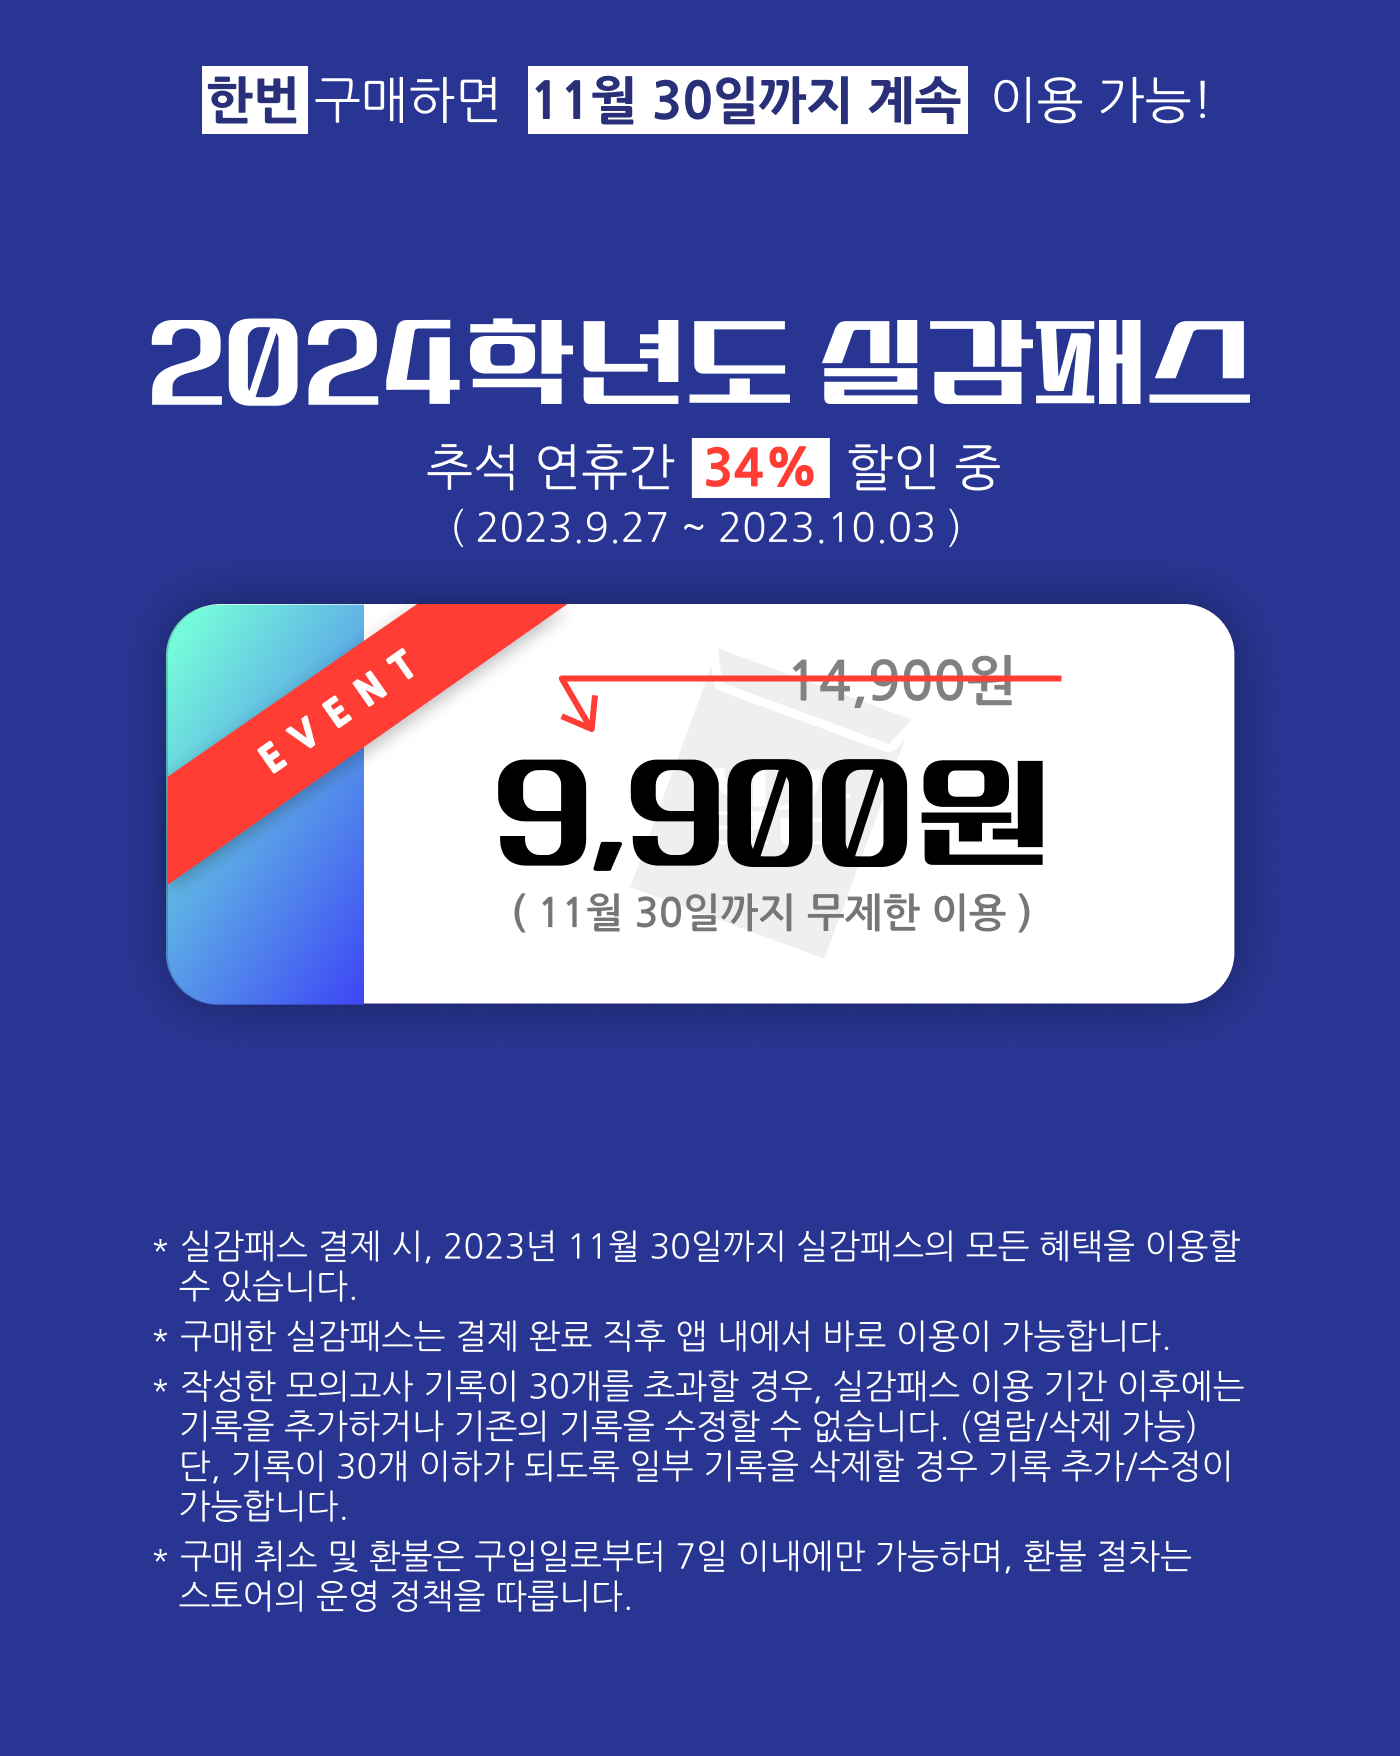 한번 구매하면 11월 30일까지 계속 이용 가능!
2024학년도 실감패스
추석 연휴간 34% 할인 중
( 2023.9.27 ~ 2023.10.03 )
EVENT
14,900원
9,900원
( 11월 30일까지 무제한 이용 )
* 실감패스 결제 시, 2023년 11월 30일까지 실감패스의 모든 혜택을 이용할
수 있습니다.
* 구매한 실감패스는 결제 완료 직후 앱 내에서 바로 이용이 가능합니다.
* 작성한 모의고사 기록이 30개를 초과할 경우, 실감패스 이용 기간 이후에는
기록을 추가하거나 기존의 기록을 수정할 수 없습니다. (열람/삭제 가능)
단, 기록이 30개 이하가 되도록 일부 기록을 삭제할 경우 기록 추가/수정이
가능합니다.
* 구매 취소 및 환불은 구입일로부터 7일 이내에만 가능하며, 환불 절차는
스토어의 운영 정책을 따릅니다.